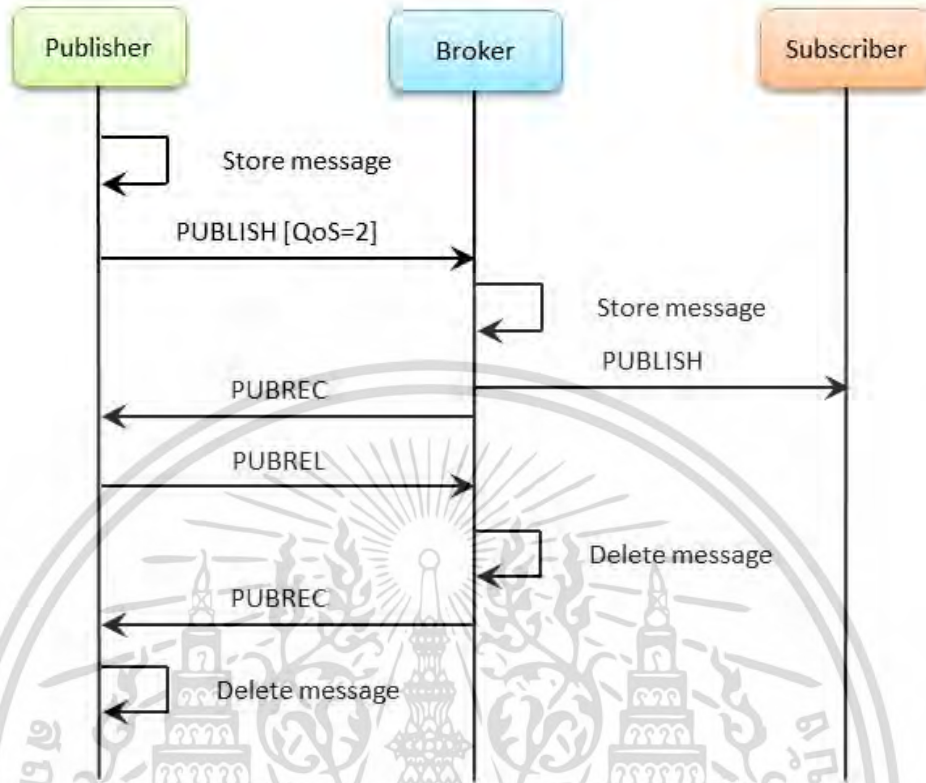 Publisher
Broker
Subscriber
Store message
PUBLISH [QoS=2]
Store message
PUBLISH
PUBREC
PUBREL
Delete message
PUBREC
Delete message